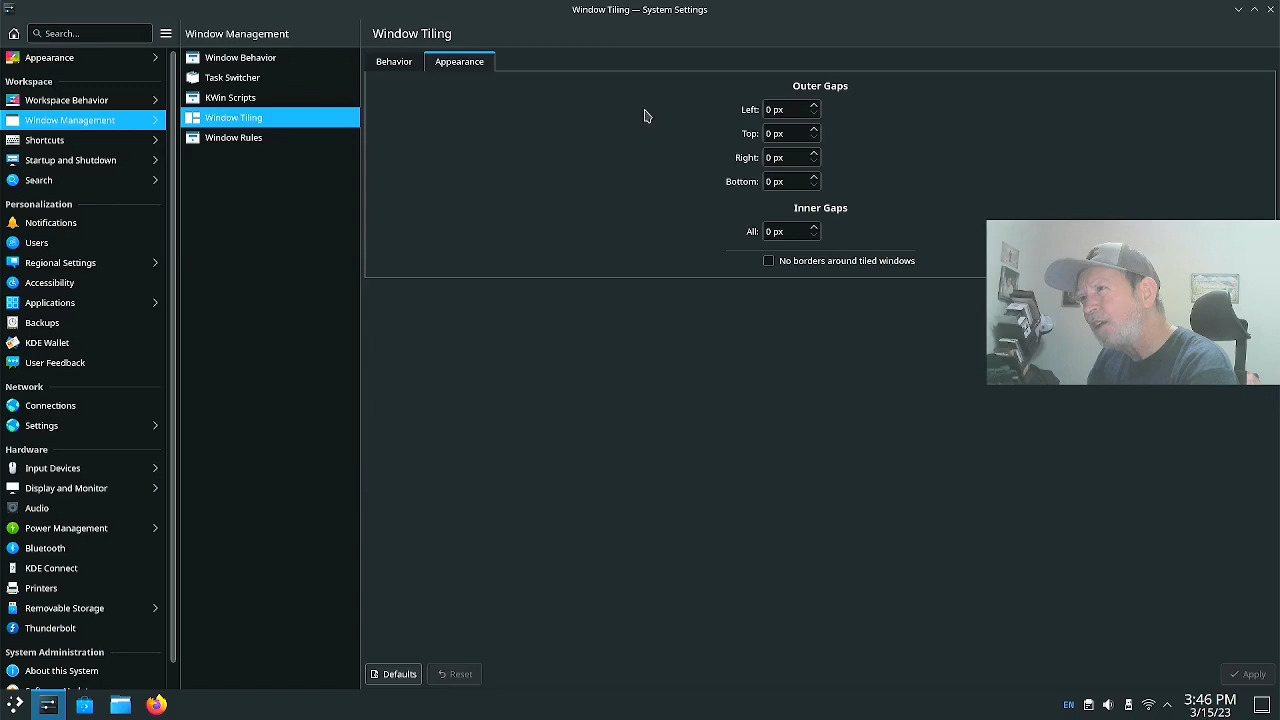 Window Tiling — System Settings
Search...
Window Management
Window Tiling
Appearance
Workspace
Workspace Behavior
Window Management
Shortcuts
Startup and Shutdown
Search
Personalization
Notifications
Users
Regional Settings
Accessibility
Applications
Backups
KDE Wallet
User Feedback
Network
Connections
Settings
Hardware
Input Devices
Display and Monitor
Audio
Power Management
Bluetooth
KDE Connect
Printers
Removable Storage
Thunderbolt
System Administration
About this System
Window Behavior
Task Switcher
KWin Scripts
Window Tiling
Window Rules
Behavior
Appearance
Outer Gaps
Left: 0 px
Top: 0 px
Right: 0 px
Bottom: 0 px
Inner Gaps
All: 0 px
No borders around tiled windows
Defaults
Reset
Apply
EN
3:46 PM
3/15/23